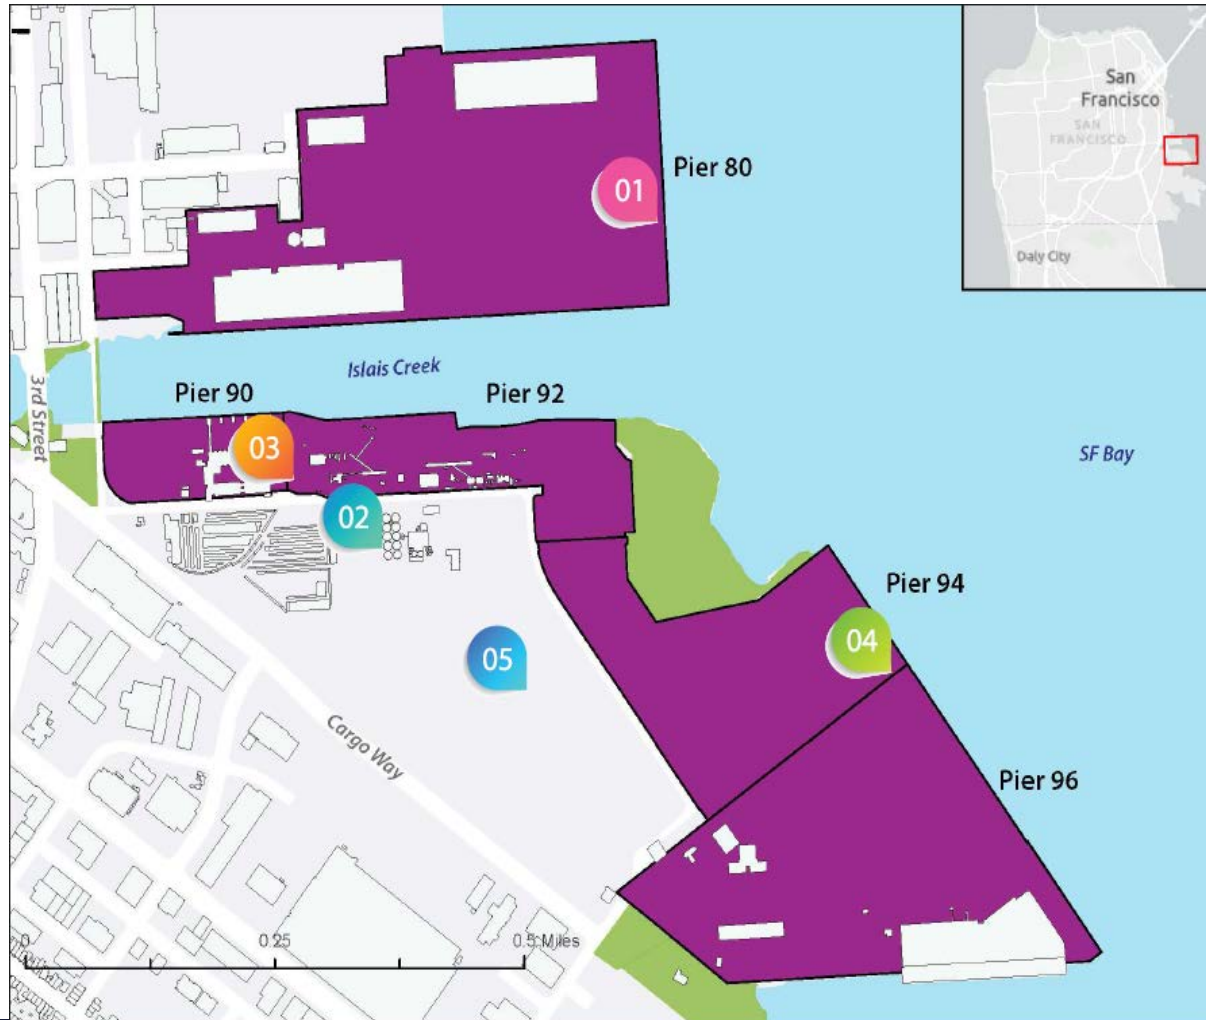 San
Francisco
SAN
FRANCISCO
Daly City
Pier 80
01
Islais Creek
Pier 90
Pier 92
3rd Street
03
02
SF Bay
Pier 94
04
05
Cargo Way
Pier 96
0
0.25
0.5 Miles